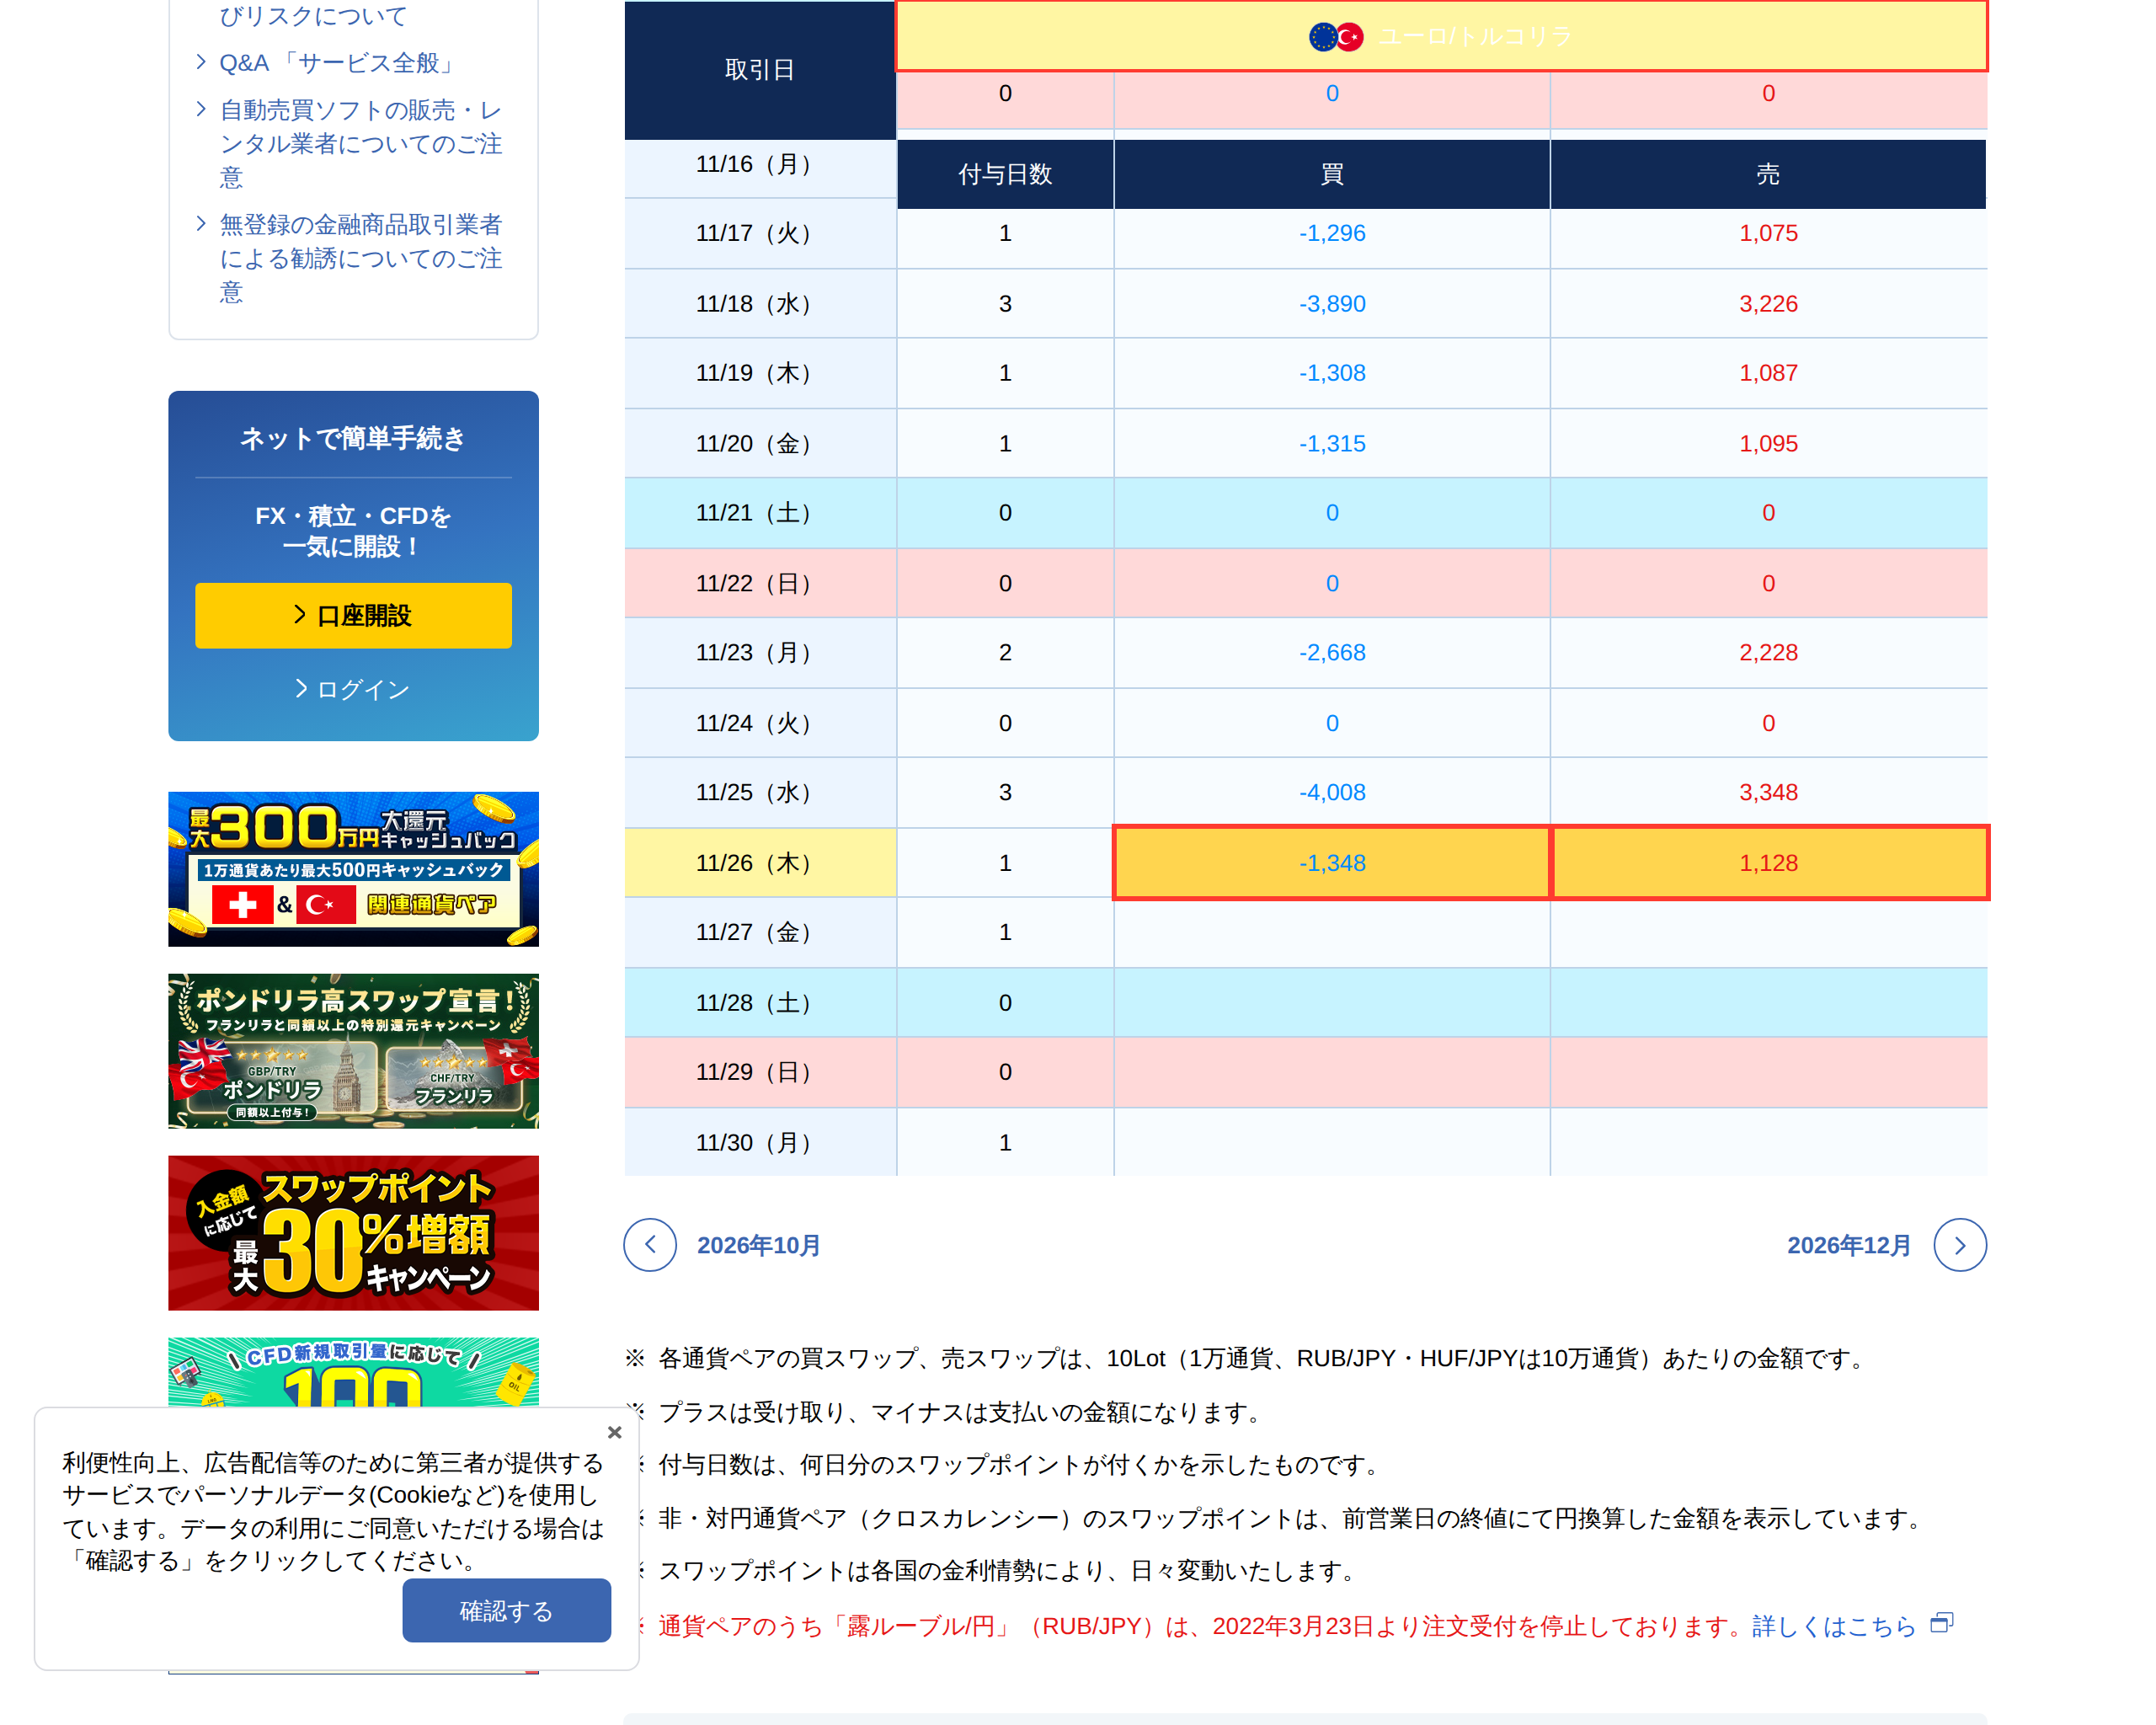 びリスクについて
Q&A 「サービス全般」
自動売買ソフトの販売・レ
ンタル業者についてのご注
意
無登録の金融商品取引業者
による勧誘についてのご注
意
ネットで簡単手続き
FX・積立・CFDを
一気に開設！
口座開設
ログイン
最大300万円大還元キャッシュバック
1万通貨あたり最大500円キャッシュバック
& 関連通貨ペア
ポンドリラ高スワップ宣言！
フランリラと同額以上の特別還元キャンペーン
GBP/TRY
ポンドリラ
同額以上付与！
CHF/TRY
フランリラ
入金額に応じて
スワップポイント
最大30%増額
キャンペーン
CFD新規取引量に応じて
100
OIL
取引日 ユーロ/トルコリラ
0 0 0
付与日数 買 売
11/16（月）
11/17（火） 1 -1,296 1,075
11/18（水） 3 -3,890 3,226
11/19（木） 1 -1,308 1,087
11/20（金） 1 -1,315 1,095
11/21（土） 0 0 0
11/22（日） 0 0 0
11/23（月） 2 -2,668 2,228
11/24（火） 0 0 0
11/25（水） 3 -4,008 3,348
11/26（木） 1 -1,348 1,128
11/27（金） 1
11/28（土） 0
11/29（日） 0
11/30（月） 1
2026年10月 2026年12月
※ 各通貨ペアの買スワップ、売スワップは、10Lot（1万通貨、RUB/JPY・HUF/JPYは10万通貨）あたりの金額です。
※ プラスは受け取り、マイナスは支払いの金額になります。
※ 付与日数は、何日分のスワップポイントが付くかを示したものです。
※ 非・対円通貨ペア（クロスカレンシー）のスワップポイントは、前営業日の終値にて円換算した金額を表示しています。
※ スワップポイントは各国の金利情勢により、日々変動いたします。
※ 通貨ペアのうち「露ルーブル/円」（RUB/JPY）は、2022年3月23日より注文受付を停止しております。詳しくはこちら
×
利便性向上、広告配信等のために第三者が提供する
サービスでパーソナルデータ(Cookieなど)を使用し
ています。データの利用にご同意いただける場合は
「確認する」をクリックしてください。
確認する